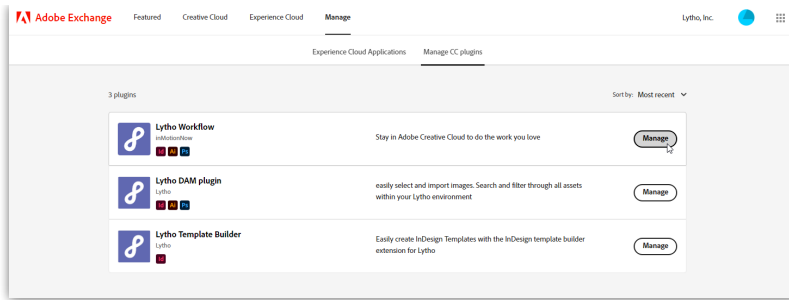 Adobe Exchange Featured Creative Cloud Experience Cloud Manage Lytho, Inc.
Experience Cloud Applications Manage CC plugins
3 plugins Sort by: Most recent
Lytho Workflow
inMotionNow
Id Ai Ps
Stay in Adobe Creative Cloud to do the work you love
Manage
Lytho DAM plugin
Lytho
Id Ai Ps
easily select and import images. Search and filter through all assets
within your Lytho environment
Manage
Lytho Template Builder
Lytho
Id
Easily create InDesign Templates with the InDesign template builder
extension for Lytho
Manage